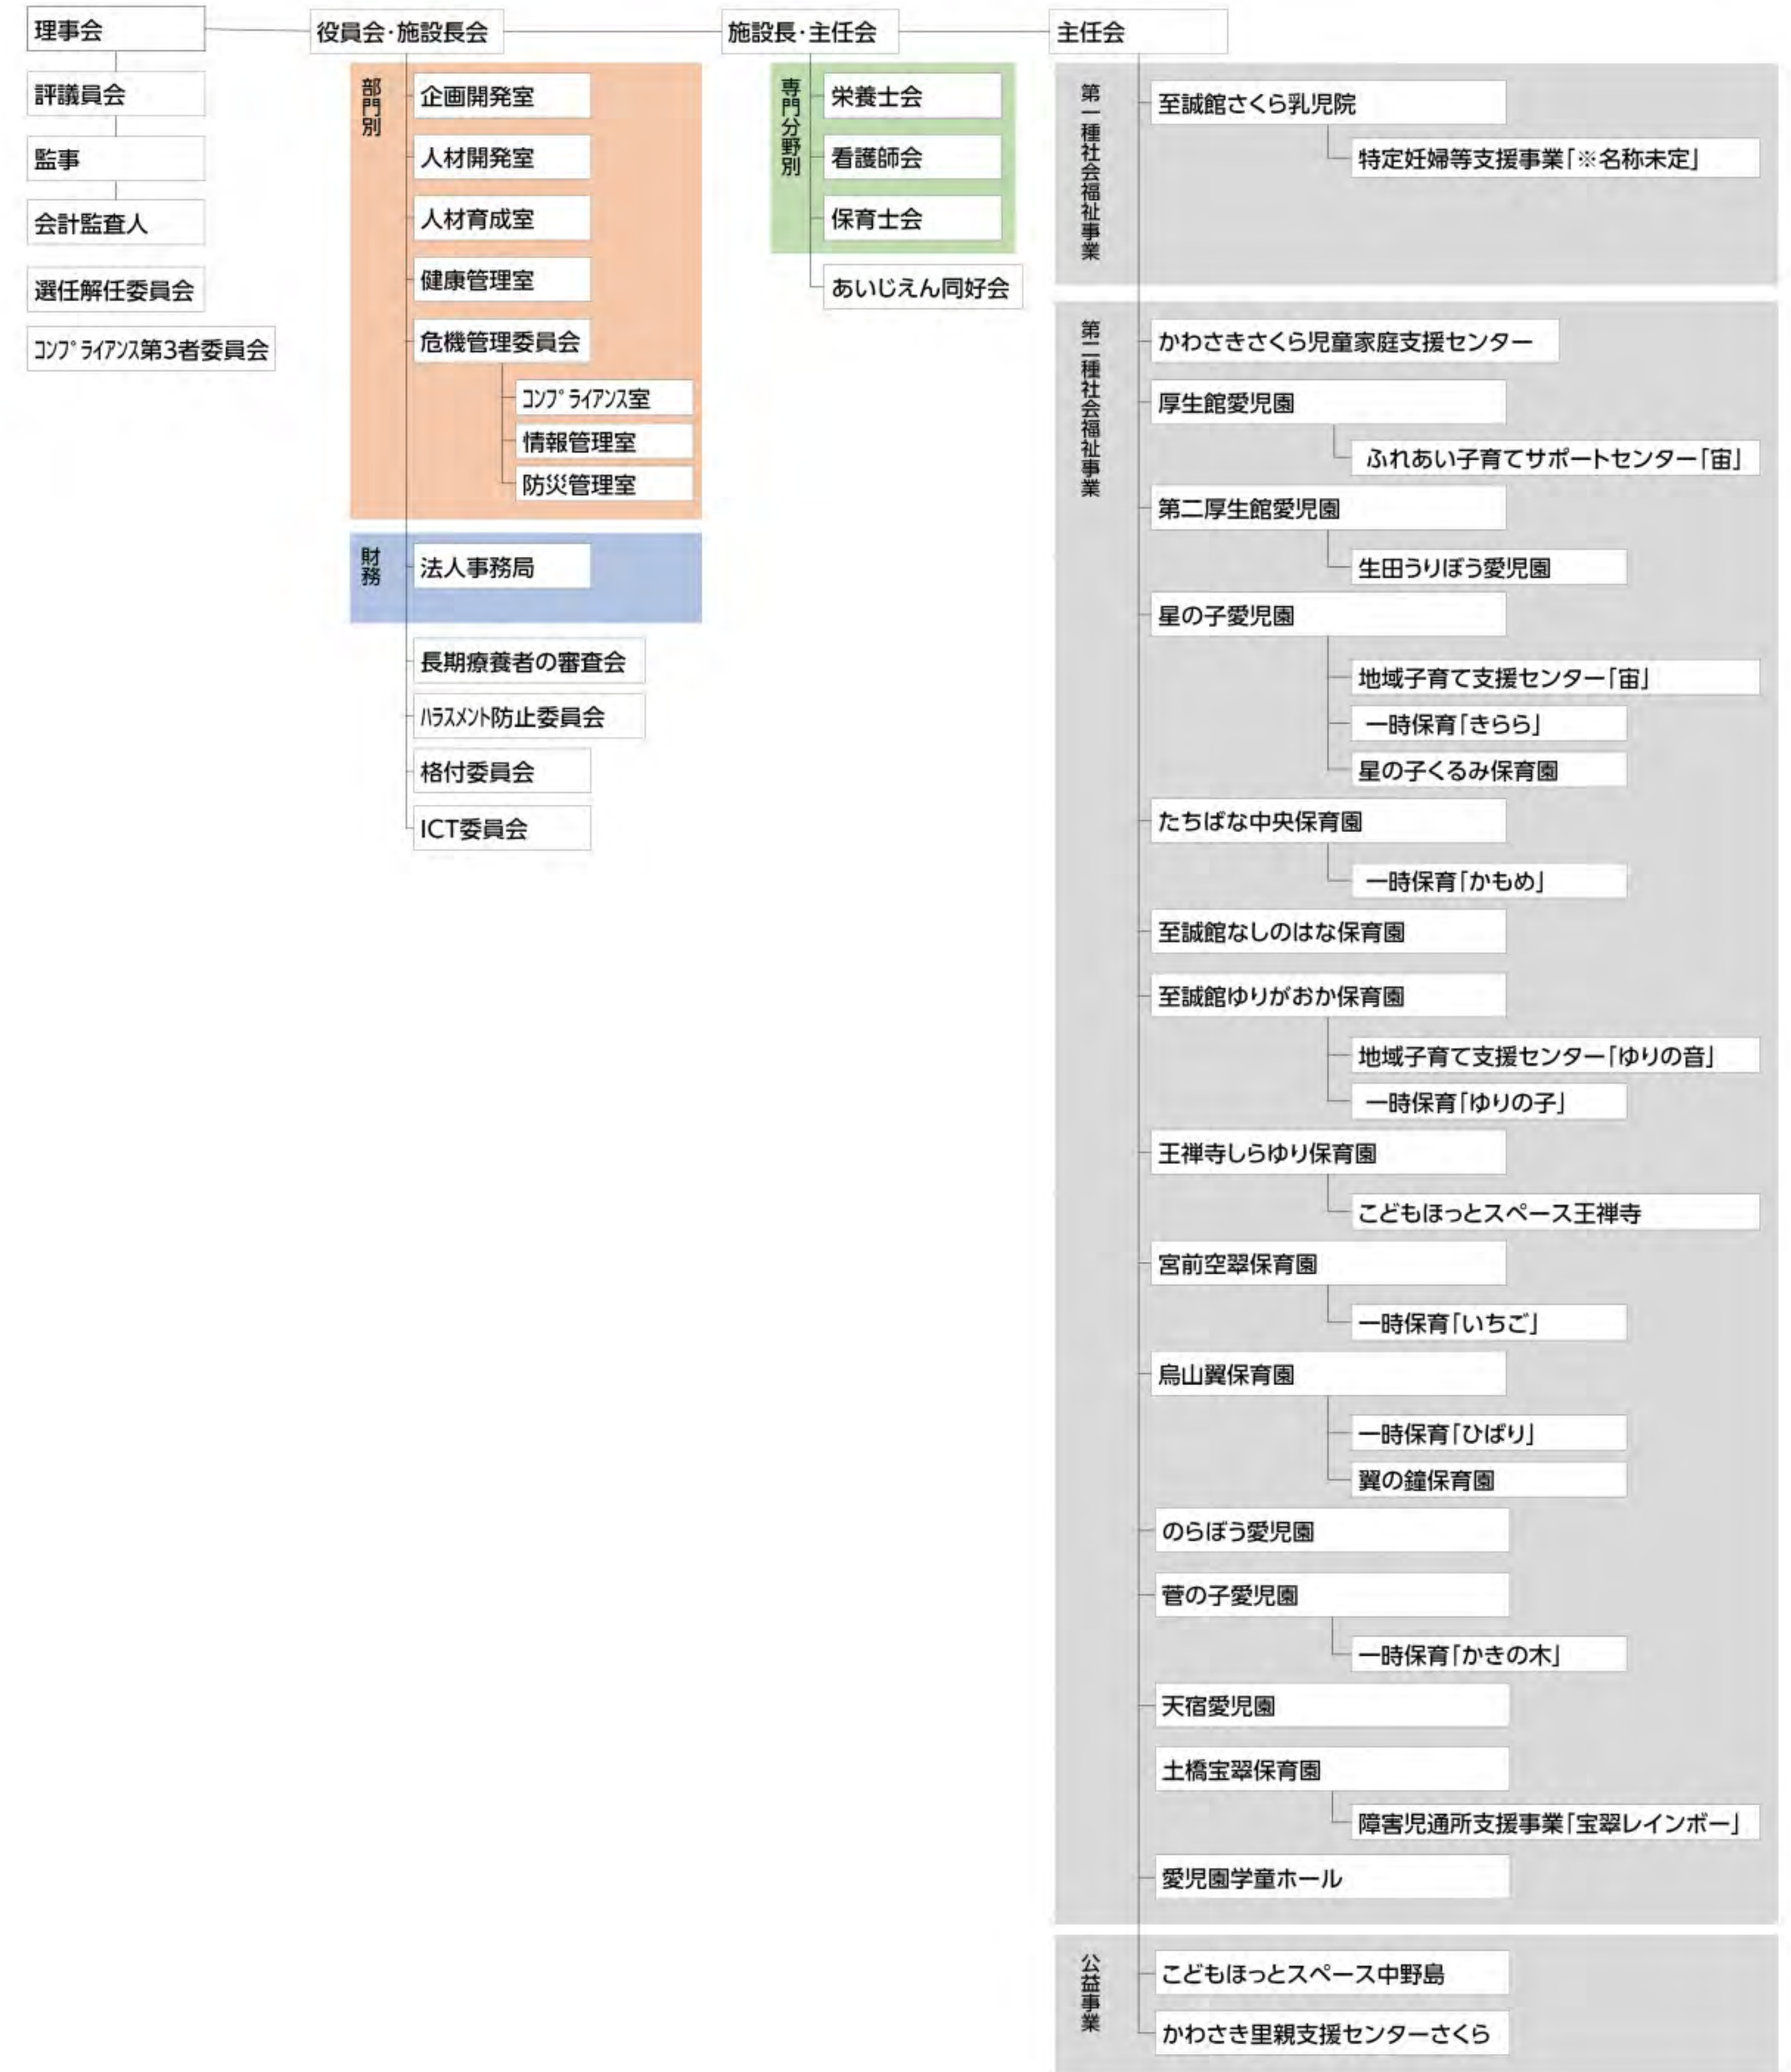 理事会
評議員会
監事
会計監査人
選任解任委員会
コンプライアンス第3者委員会
役員会・施設長会
部門別
企画開発室
人材開発室
人材育成室
健康管理室
危機管理委員会
コンプライアンス室
情報管理室
防災管理室
財務
法人事務局
長期療養者の審査会
ハラスメント防止委員会
格付委員会
ICT委員会
施設長・主任会
専門分野別
栄養士会
看護師会
保育士会
あいじえん同好会
主任会
第一種社会福祉事業
至誠館さくら乳児院
特定妊婦等支援事業「※名称未定」
第二種社会福祉事業
かわさきさくら児童家庭支援センター
厚生館愛児園
ふれあい子育てサポートセンター「宙」
第二厚生館愛児園
生田うりぼう愛児園
星の子愛児園
地域子育て支援センター「宙」
一時保育「きらら」
星の子くるみ保育園
たちばな中央保育園
一時保育「かもめ」
至誠館なしのはな保育園
至誠館ゆりがおか保育園
地域子育て支援センター「ゆりの音」
一時保育「ゆりの子」
王禅寺しらゆり保育園
こどもほっとスペース王禅寺
宮前空翠保育園
一時保育「いちご」
烏山翼保育園
一時保育「ひばり」
翼の鐘保育園
のらぼう愛児園
菅の子愛児園
一時保育「かきの木」
天宿愛児園
土橋宝翠保育園
障害児通所支援事業「宝翠レインボー」
愛児園学童ホール
公益事業
こどもほっとスペース中野島
かわさき里親支援センターさくら